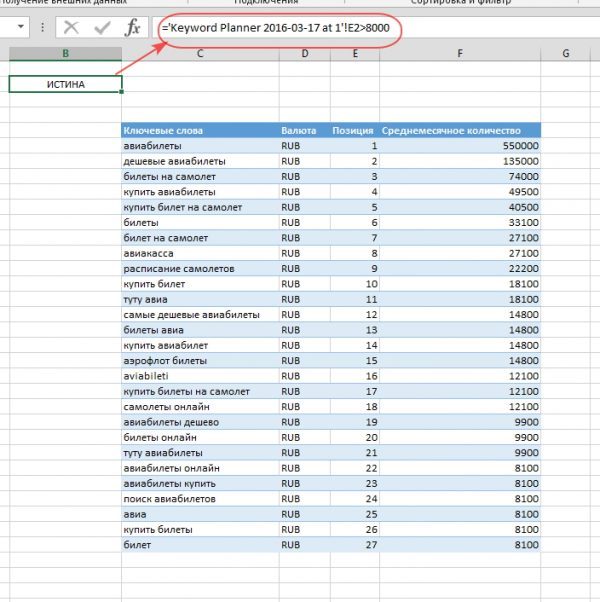 Получение внешних данных Подключения Сортировка и фильтр
fx ='Keyword Planner 2016-03-17 at 1'!E2>8000
B C D E F G
ИСТИНА
Ключевые слова Валюта Позиция Среднемесячное количество
авиабилеты RUB 1 550000
дешевые авиабилеты RUB 2 135000
билеты на самолет RUB 3 74000
купить авиабилеты RUB 4 49500
купить билет на самолет RUB 5 40500
билеты RUB 6 33100
билет на самолет RUB 7 27100
авиакасса RUB 8 27100
расписание самолетов RUB 9 22200
купить билет RUB 10 18100
туту авиа RUB 11 18100
самые дешевые авиабилеты RUB 12 14800
билеты авиа RUB 13 14800
купить авиабилет RUB 14 14800
аэрофлот билеты RUB 15 14800
aviabileti RUB 16 12100
купить билеты на самолет RUB 17 12100
самолеты онлайн RUB 18 12100
авиабилеты дешево RUB 19 9900
билеты онлайн RUB 20 9900
туту авиабилеты RUB 21 9900
авиабилеты онлайн RUB 22 8100
авиабилеты купить RUB 23 8100
поиск авиабилетов RUB 24 8100
авиа RUB 25 8100
купить билеты RUB 26 8100
билет RUB 27 8100